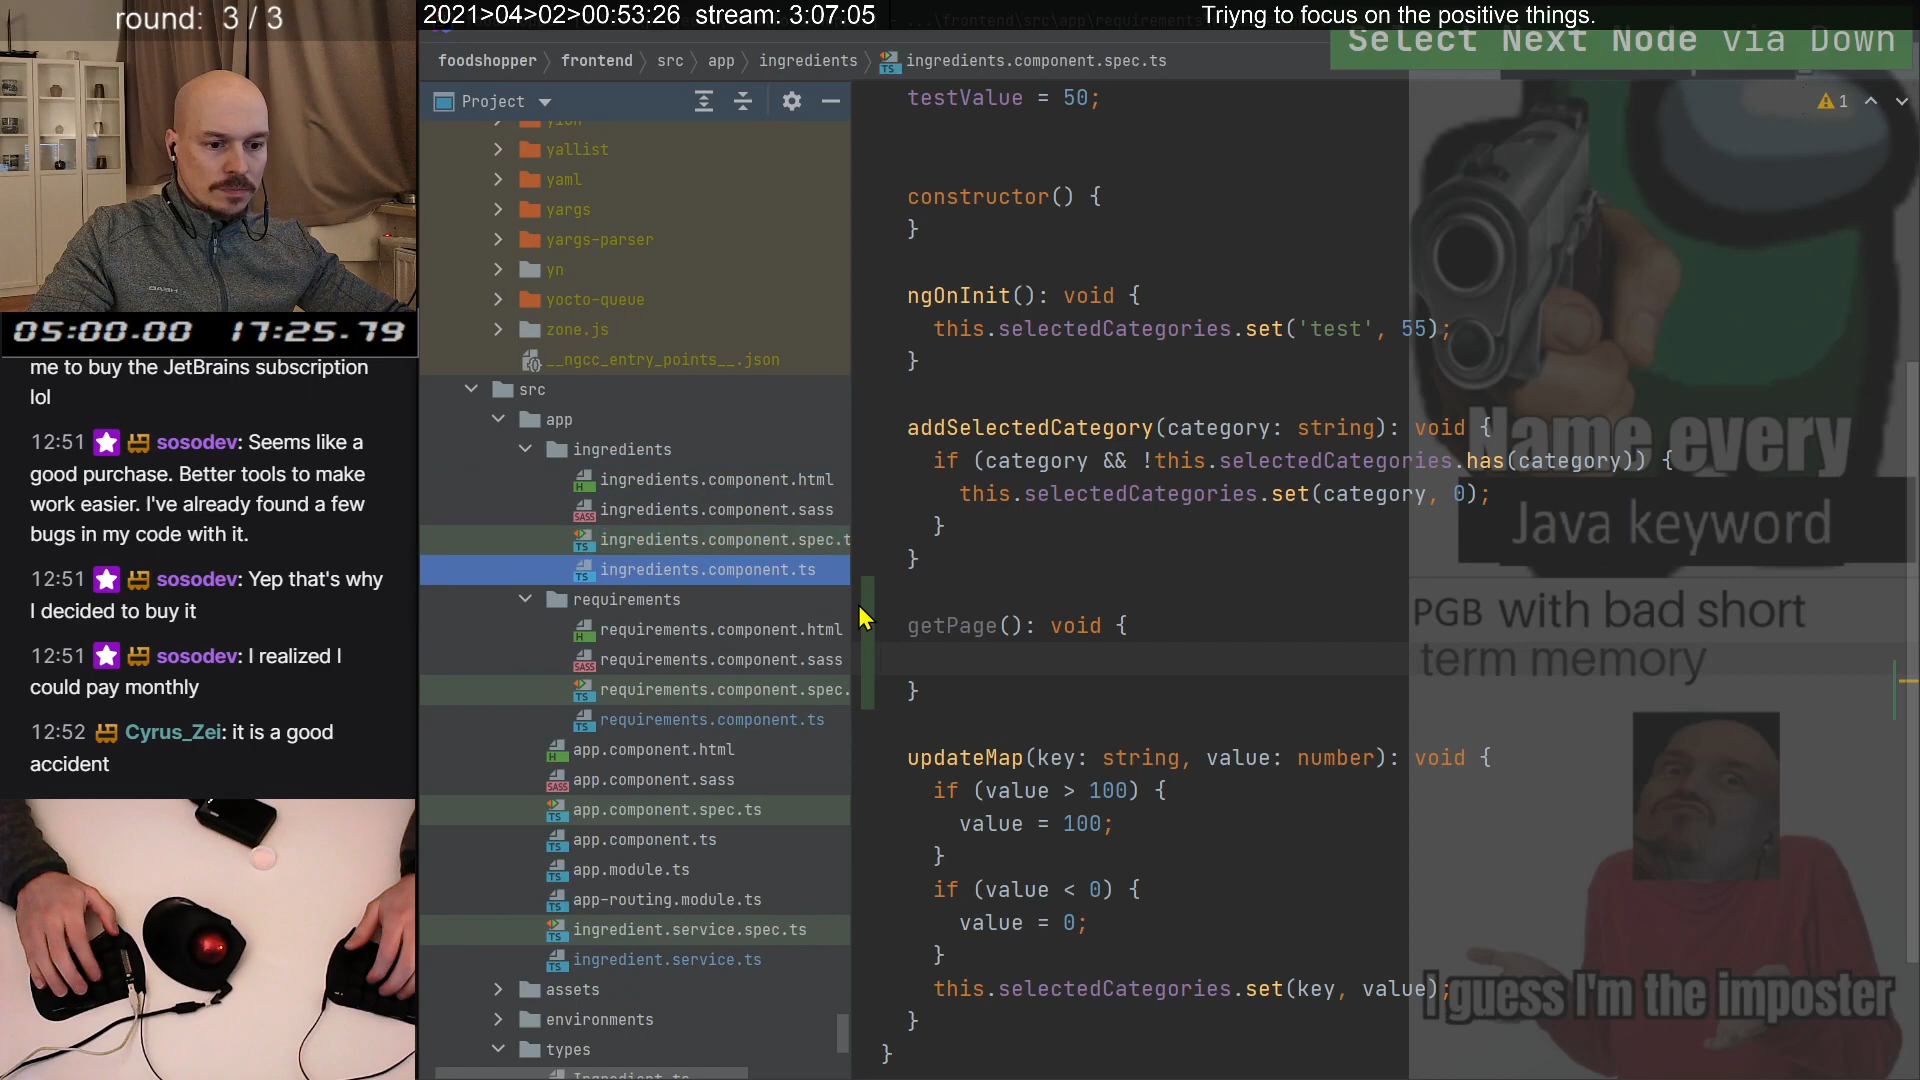 round: 3 / 3
2021>04>02>00:53:26 stream: 3:07:05
Triyng to focus on the positive things.
Select Next Node via Down
foodshopper frontend src app ingredients ingredients.component.spec.ts
Project
1
yallist
yaml
yargs
yargs-parser
yn
yocto-queue
zone.js
__ngcc_entry_points__.json
src
app
ingredients
ingredients.component.html
ingredients.component.sass
ingredients.component.spec.t
ingredients.component.ts
requirements
requirements.component.html
requirements.component.sass
requirements.component.spec.
requirements.component.ts
app.component.html
app.component.sass
app.component.spec.ts
app.component.ts
app.module.ts
app-routing.module.ts
ingredient.service.spec.ts
ingredient.service.ts
assets
environments
types
testValue = 50;
constructor() {
}
ngOnInit(): void {
this.selectedCategories.set('test', 55);
}
addSelectedCategory(category: string): void {
if (category && !this.selectedCategories.has(category)) {
this.selectedCategories.set(category, 0);
}
}
getPage(): void {
}
updateMap(key: string, value: number): void {
if (value > 100) {
value = 100;
}
if (value < 0) {
value = 0;
}
this.selectedCategories.set(key, value);
}
}
Name every
Java keyword
PGB with bad short
term memory
I guess I'm the imposter
05:00.00 17:25.79
me to buy the JetBrains subscription
lol
12:51 sosodev: Seems like a
good purchase. Better tools to make
work easier. I've already found a few
bugs in my code with it.
12:51 sosodev: Yep that's why
I decided to buy it
12:51 sosodev: I realized I
could pay monthly
12:52 Cyrus_Zei: it is a good
accident